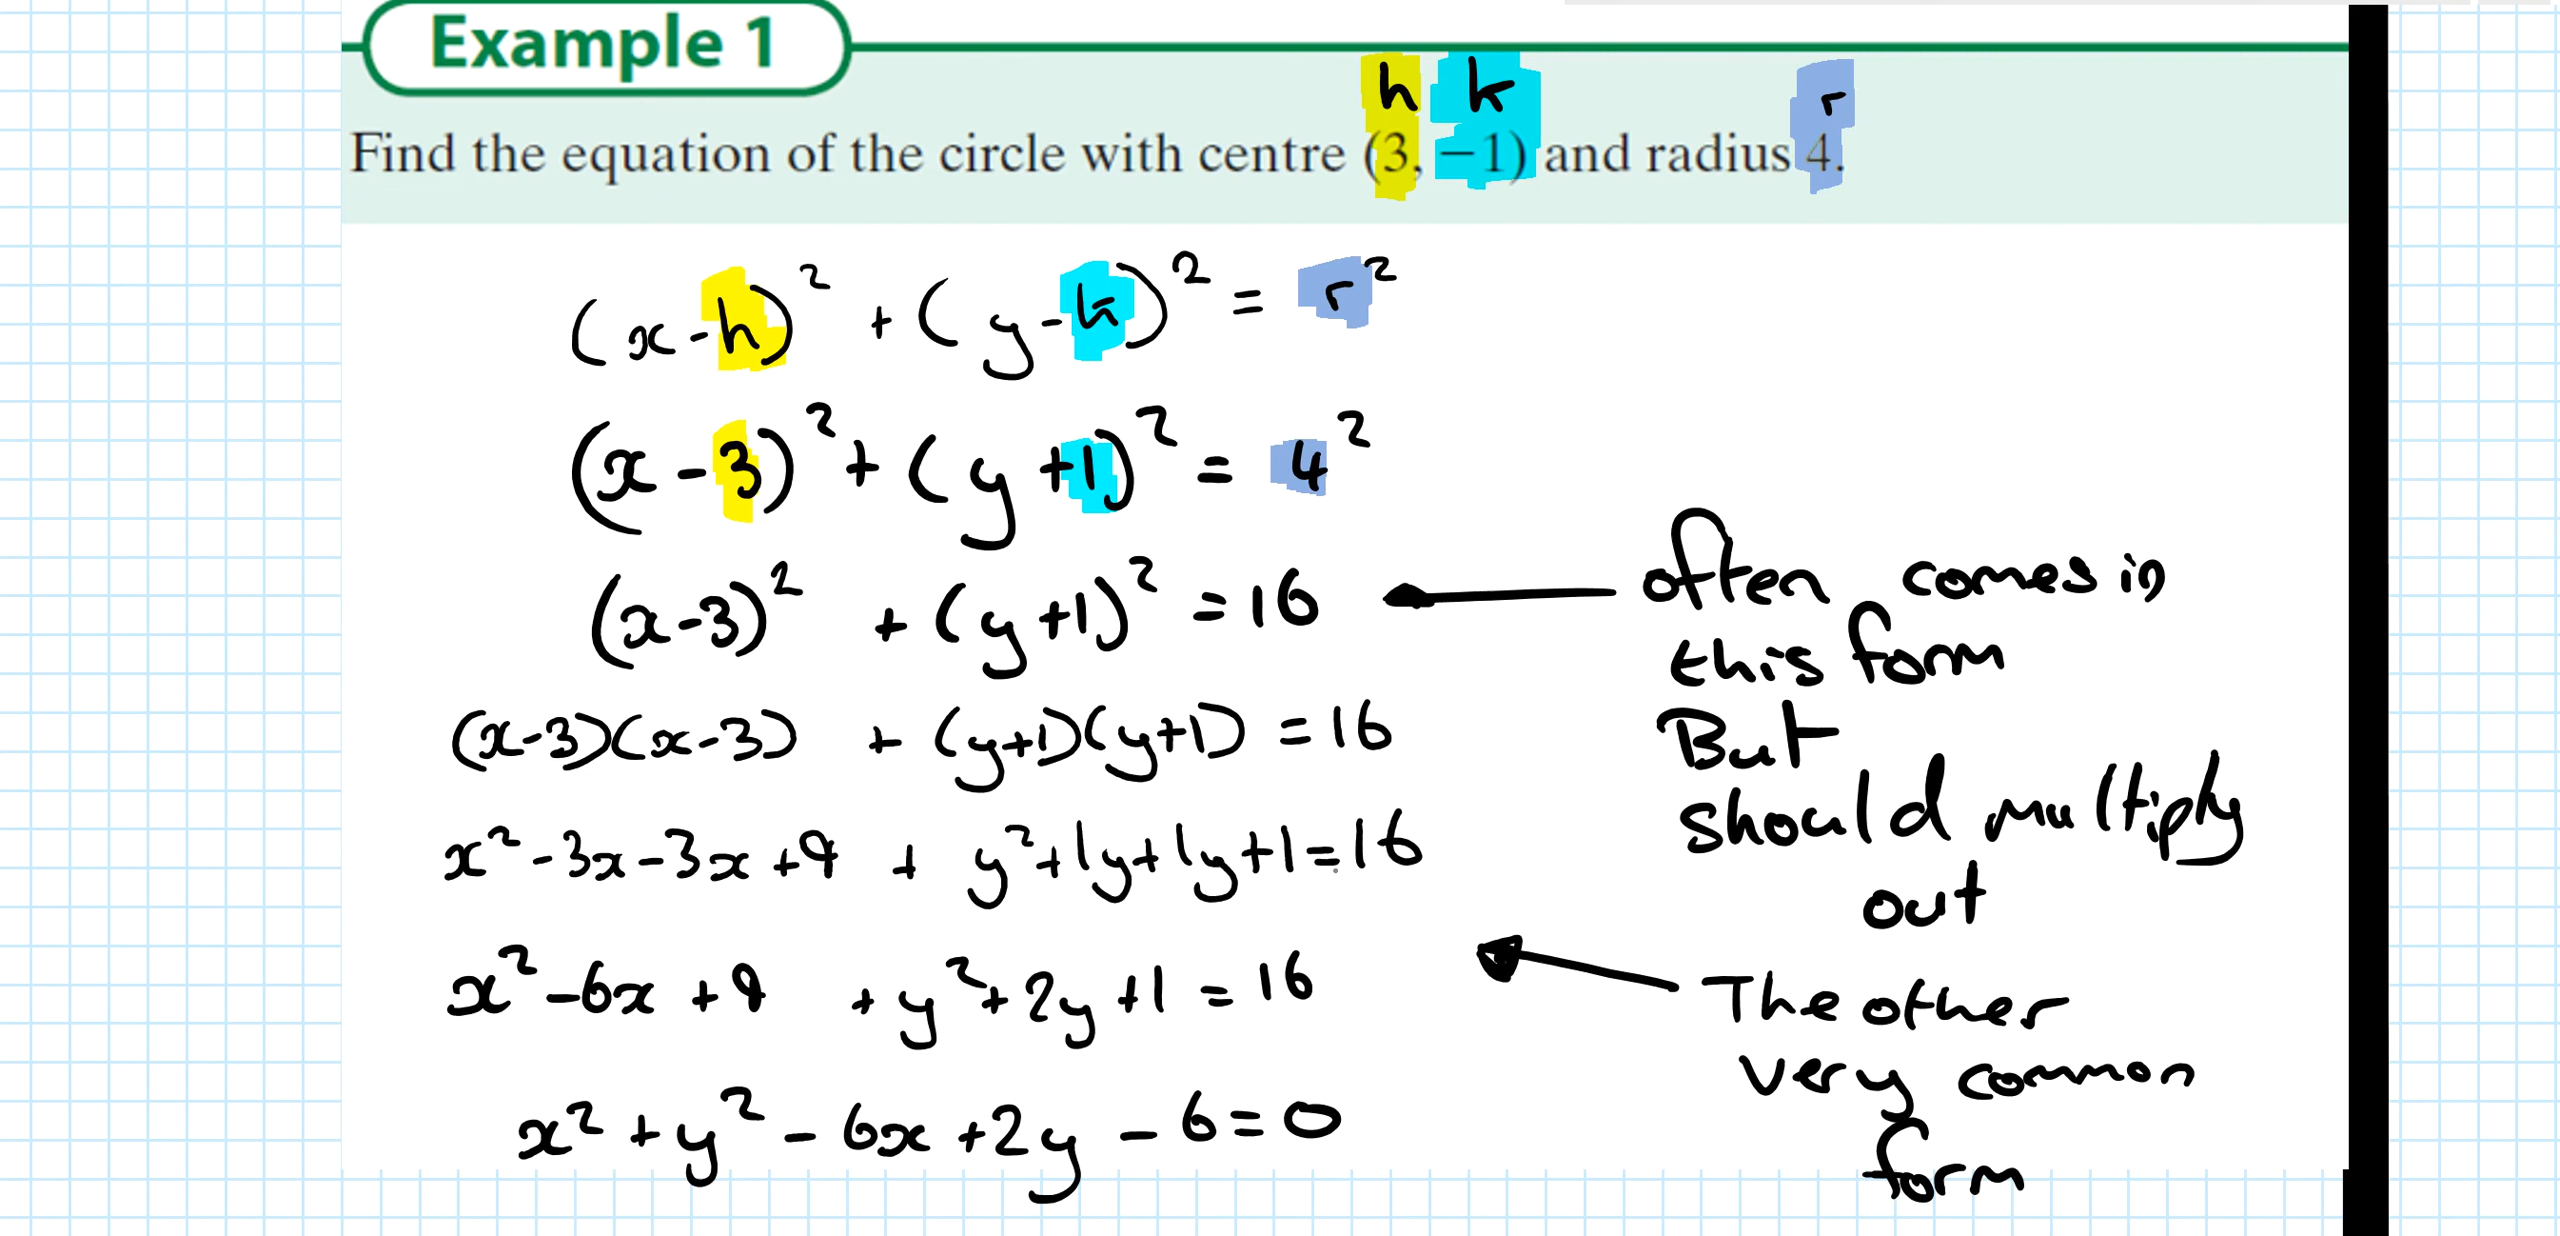 Example 1
h k r
Find the equation of the circle with centre (3, −1) and radius 4.
(x-h)² + (y-k)² = r²
(x-3)² + (y+1)² = 4²
(x-3)² + (y+1)² = 16
often comes in
this form
(x-3)(x-3) + (y+1)(y+1) = 16
But
should multiply
out
x²-3x-3x+9 + y²+1y+1y+1=16
x²-6x+9 + y²+2y+1 = 16
The other
very common
form
x²+y²-6x+2y-6=0